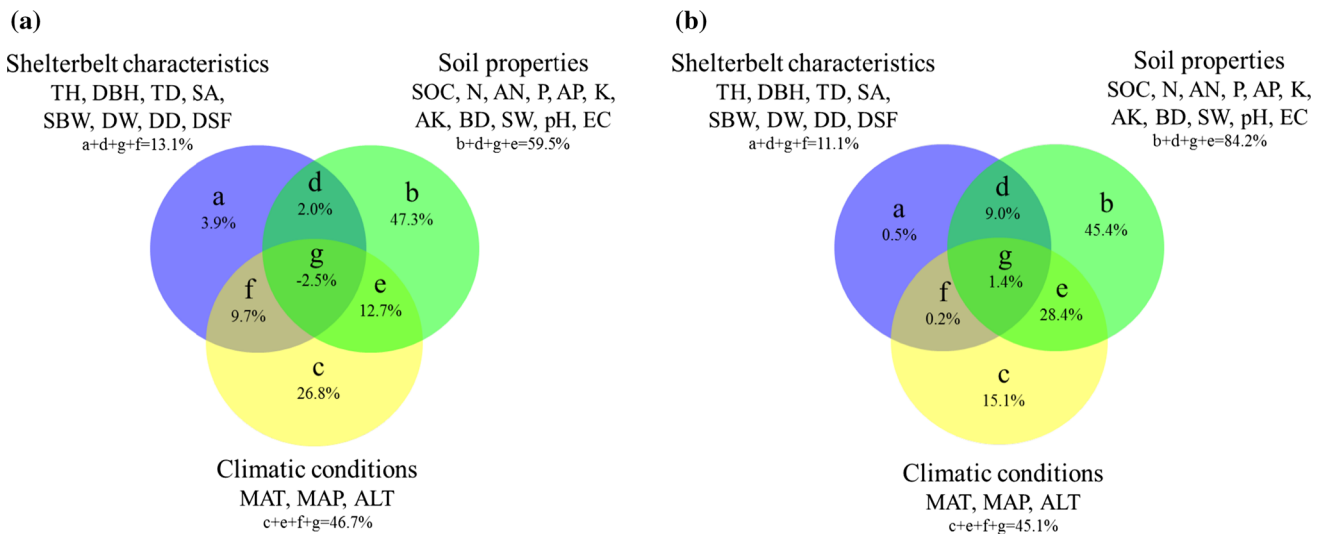 (a)
Shelterbelt characteristics
TH, DBH, TD, SA,
SBW, DW, DD, DSF
a+d+g+f=13.1%
Soil properties
SOC, N, AN, P, AP, K,
AK, BD, SW, pH, EC
b+d+g+e=59.5%
a
3.9%
d
2.0%
b
47.3%
g
-2.5%
f
9.7%
e
12.7%
c
26.8%
Climatic conditions
MAT, MAP, ALT
c+e+f+g=46.7%
(b)
Shelterbelt characteristics
TH, DBH, TD, SA,
SBW, DW, DD, DSF
a+d+g+f=11.1%
Soil properties
SOC, N, AN, P, AP, K,
AK, BD, SW, pH, EC
b+d+g+e=84.2%
a
0.5%
d
9.0%
b
45.4%
g
1.4%
f
0.2%
e
28.4%
c
15.1%
Climatic conditions
MAT, MAP, ALT
c+e+f+g=45.1%